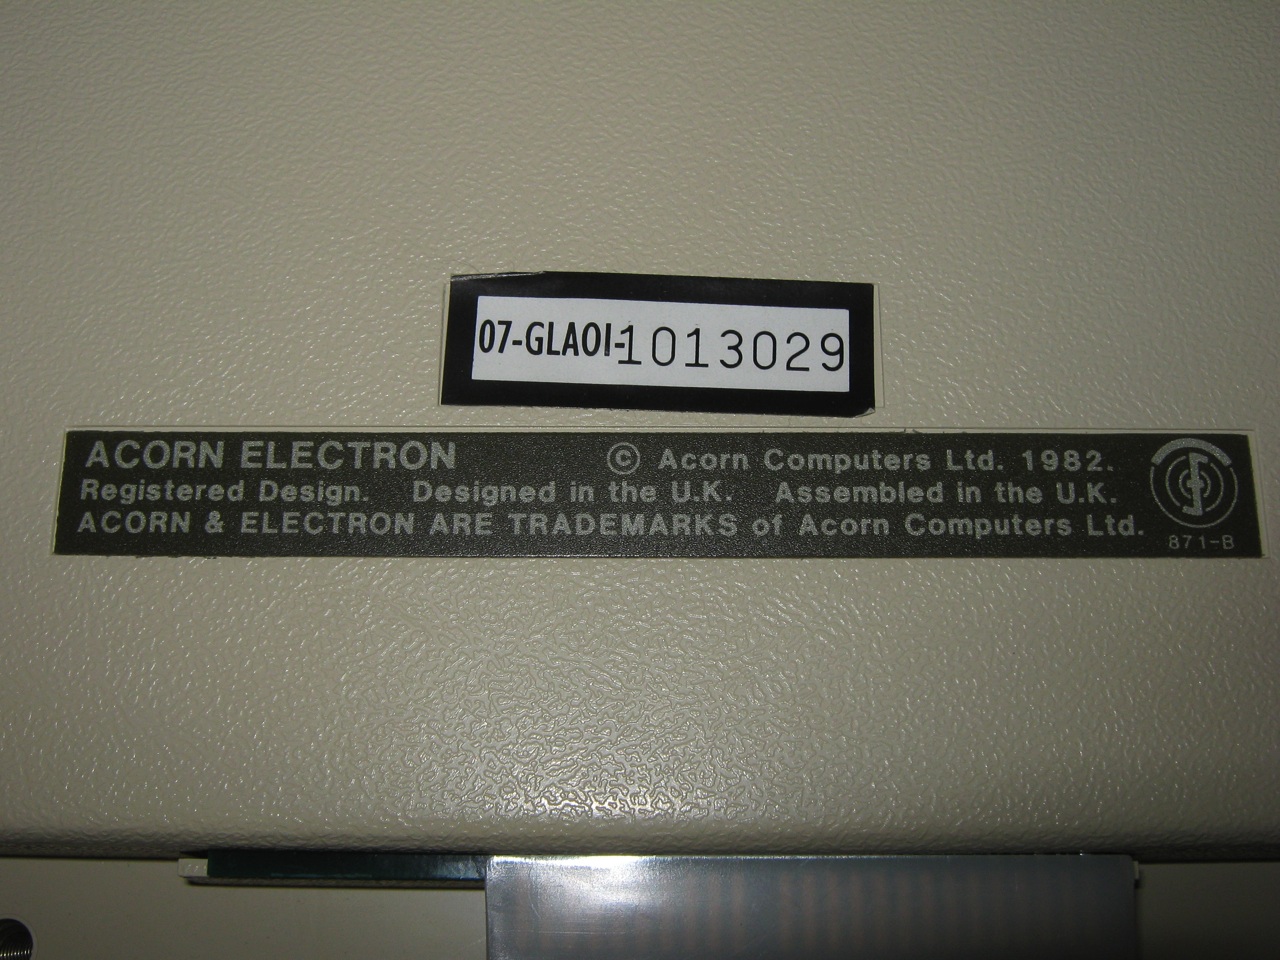 07-GLA01-1013029
ACORN ELECTRON © Acorn Computers Ltd. 1982.
Registered Design. Designed in the U.K. Assembled in the U.K.
ACORN & ELECTRON ARE TRADEMARKS of Acorn Computers Ltd.
871-B